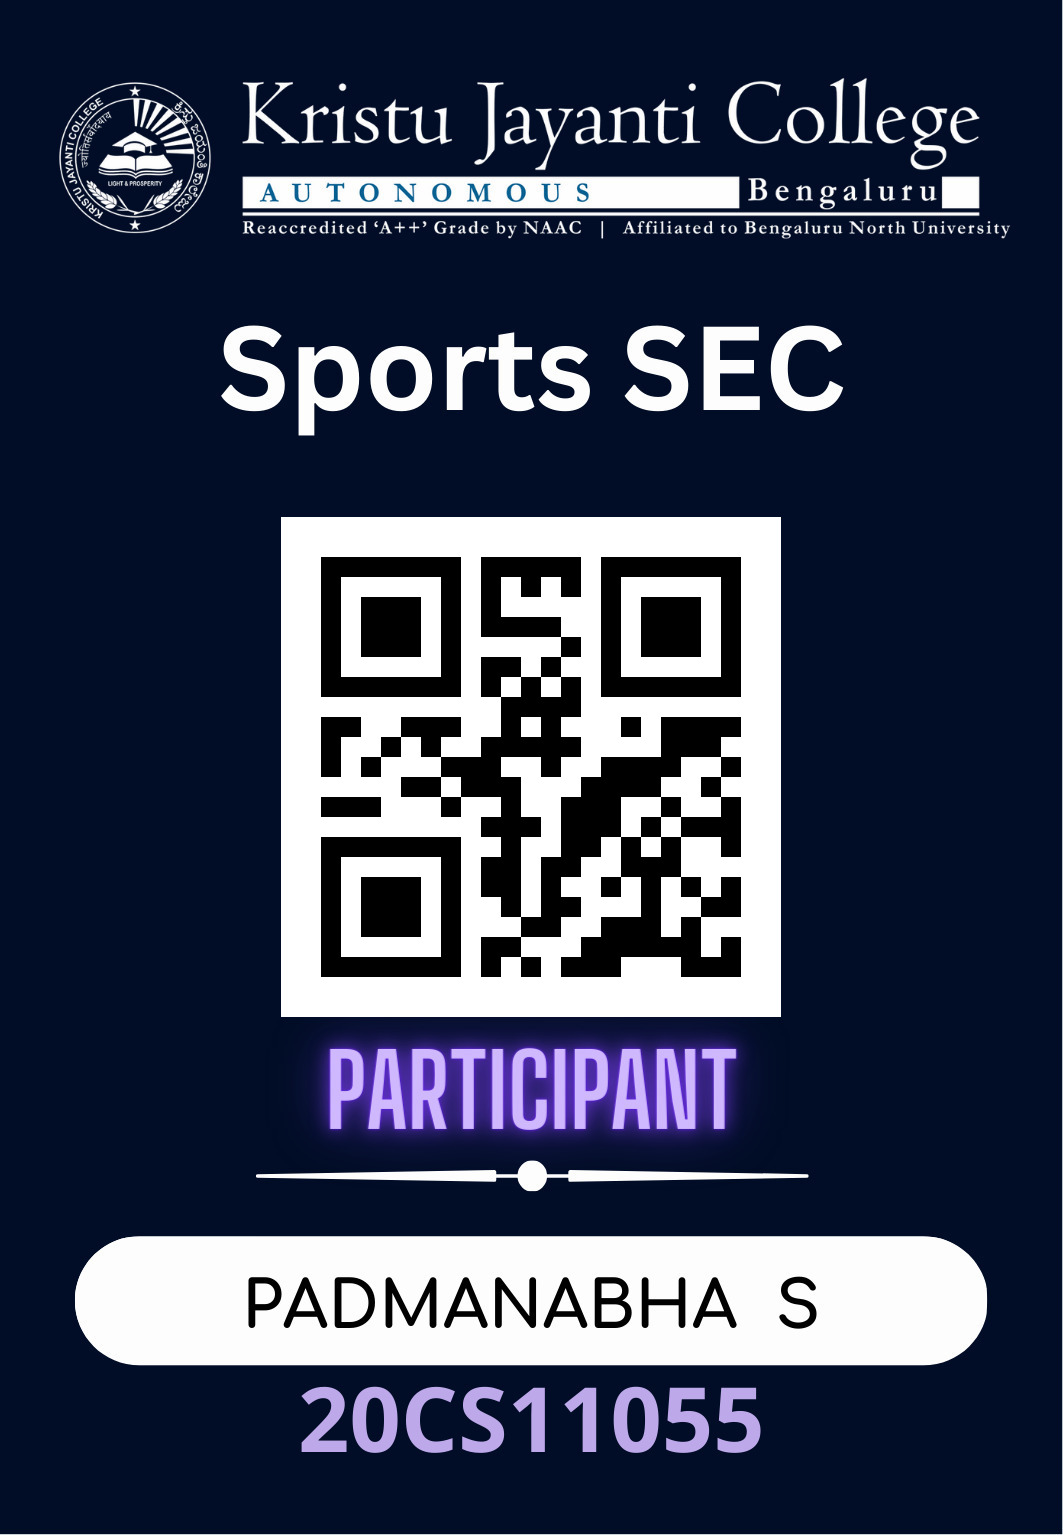 KRISTU JAYANTI COLLEGE
ज्योतिसंवादयाय
LIGHT & PROSPERITY
Kristu Jayanti College
AUTONOMOUS Bengaluru
Reaccredited ‘A++’ Grade by NAAC | Affiliated to Bengaluru North University
Sports SEC
PARTICIPANT
PADMANABHA S
20CS11055